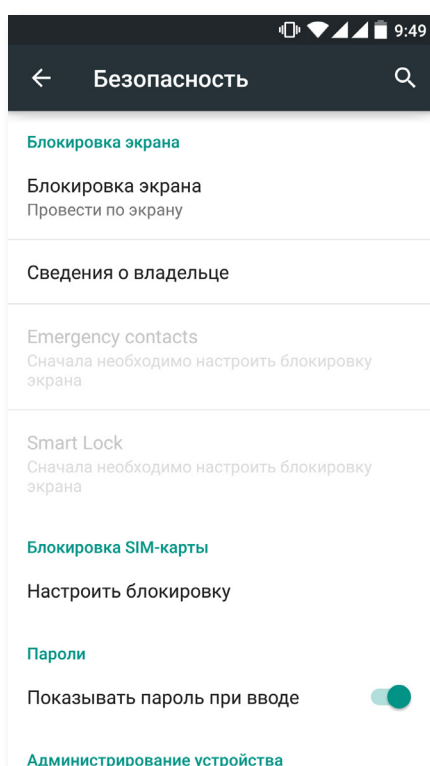 9:49
Безопасность
Блокировка экрана
Блокировка экрана
Провести по экрану
Сведения о владельце
Emergency contacts
Сначала необходимо настроить блокировку
экрана
Smart Lock
Сначала необходимо настроить блокировку
экрана
Блокировка SIM-карты
Настроить блокировку
Пароли
Показывать пароль при вводе
Администрирование устройства